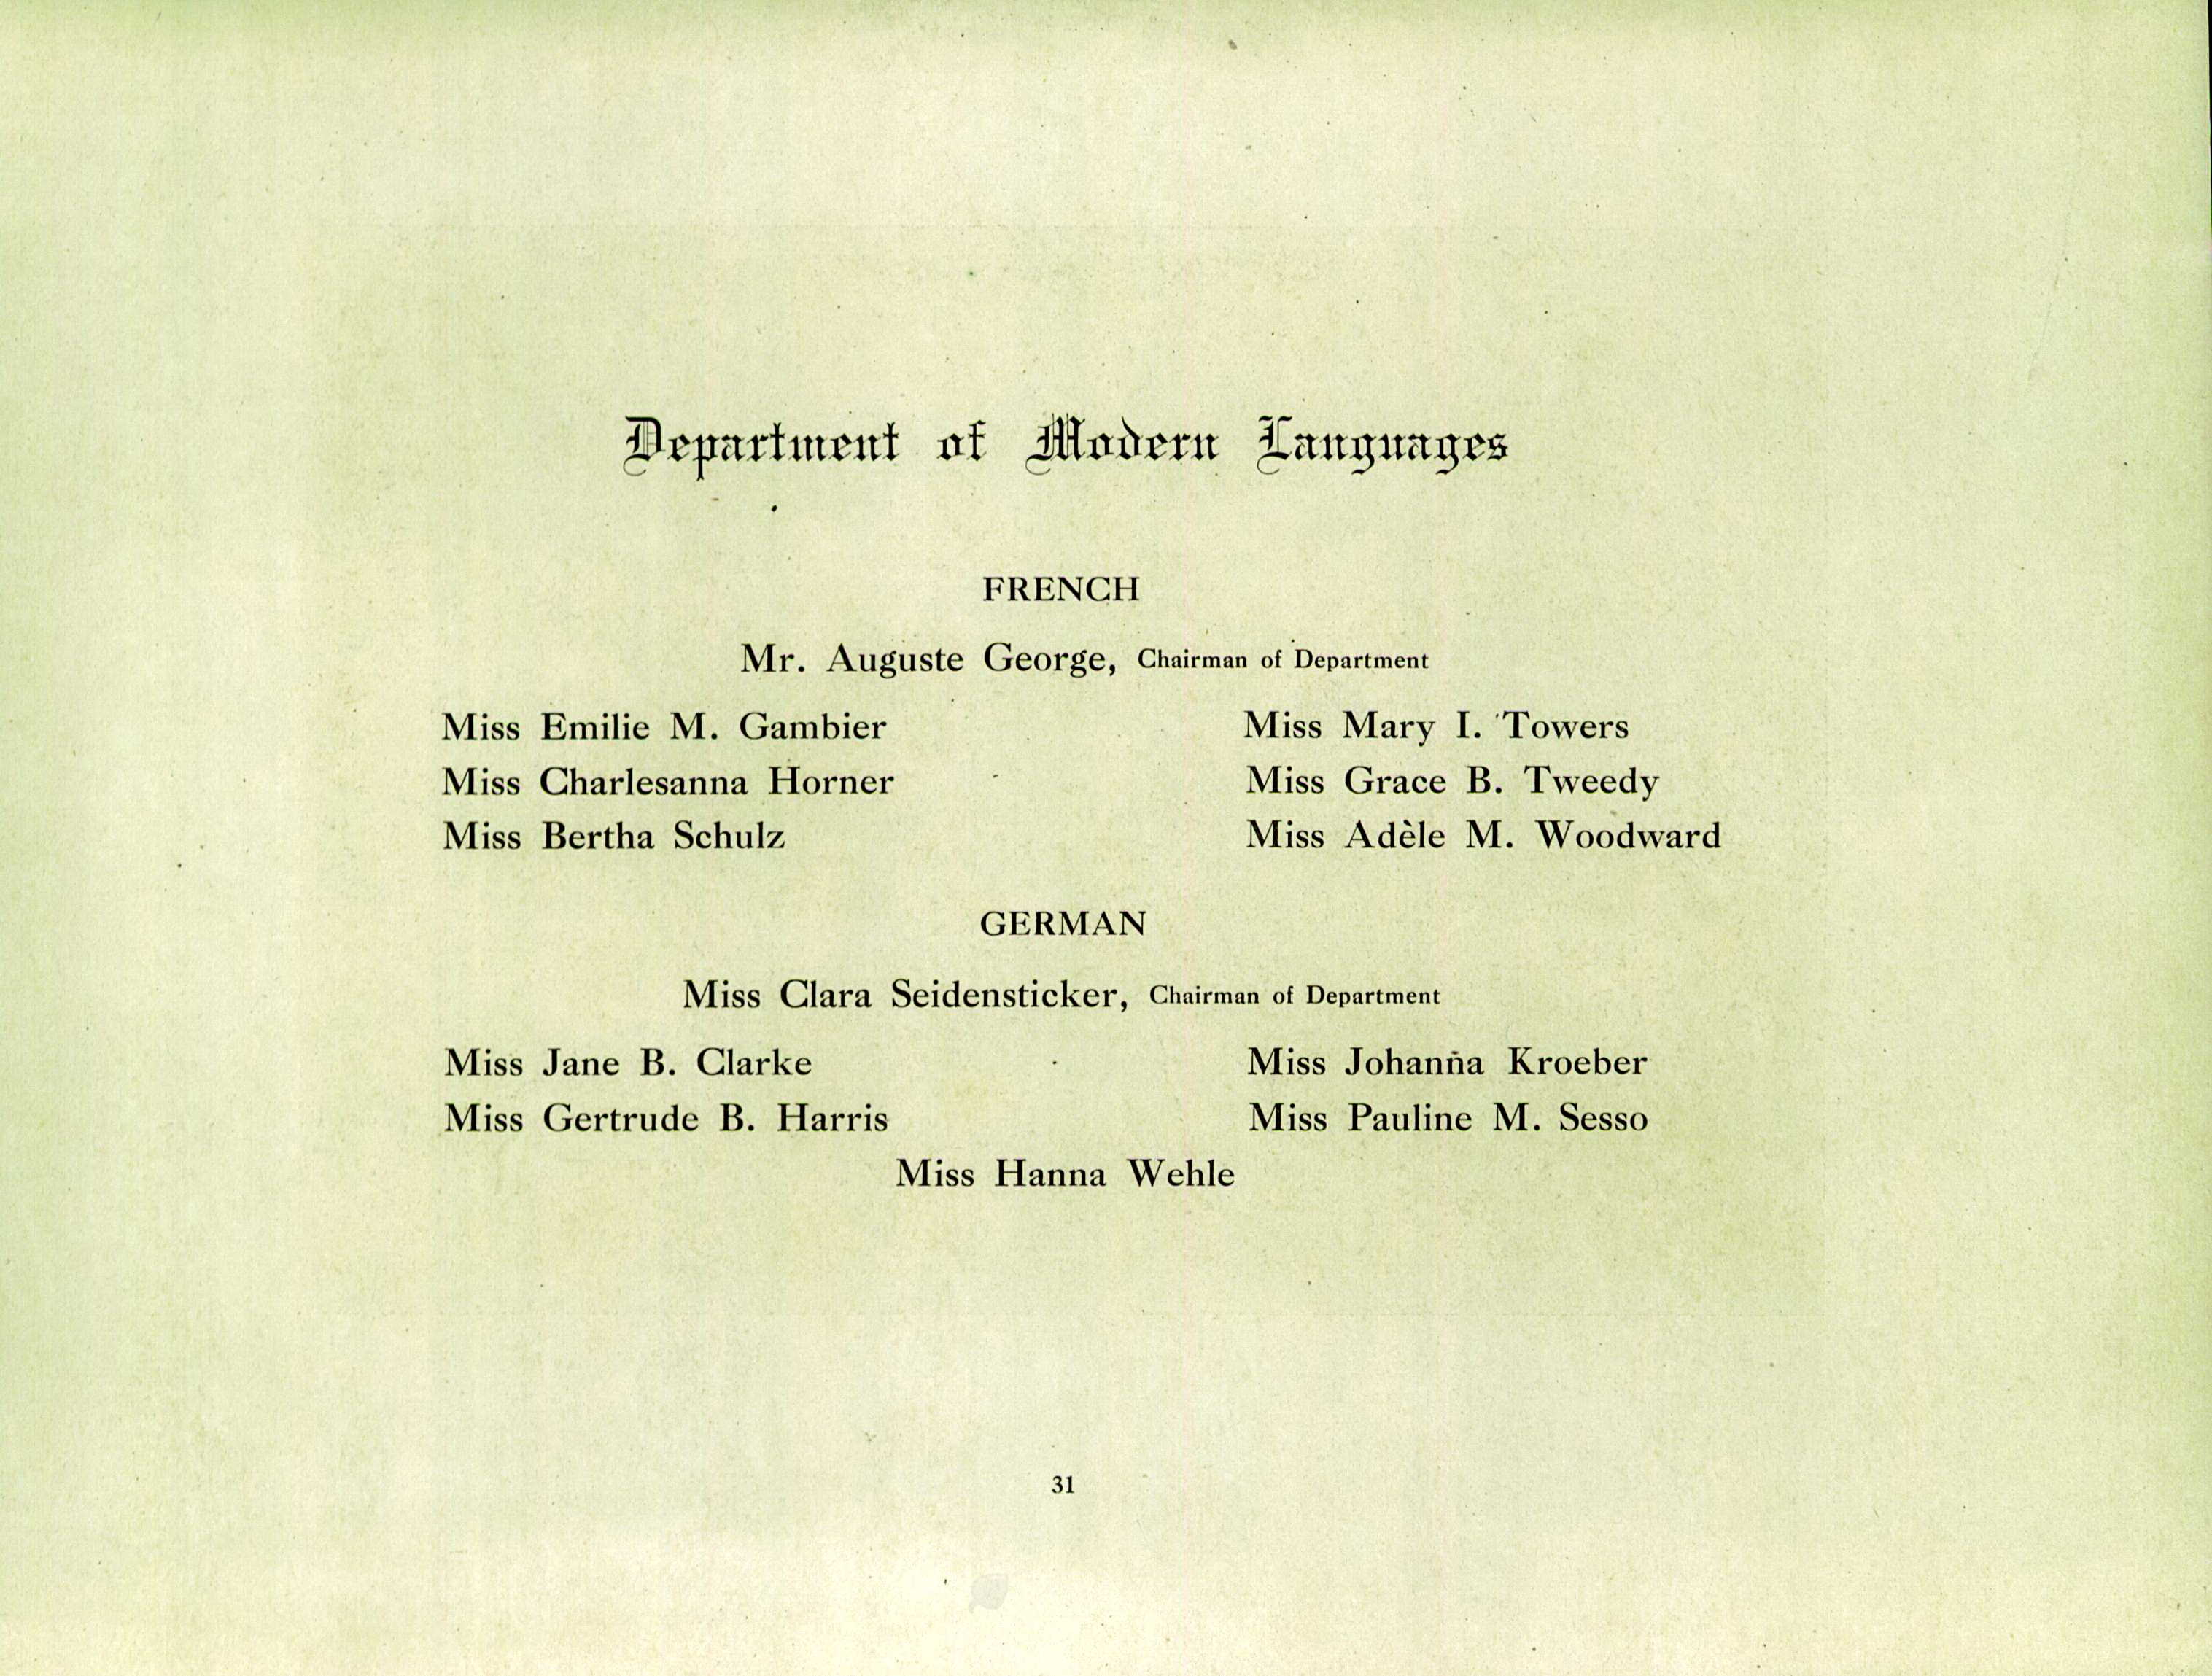 Department of Modern Languages
FRENCH
Mr. Auguste George, Chairman of Department
Miss Emilie M. Gambier Miss Mary I. Towers
Miss Charlesanna Horner Miss Grace B. Tweedy
Miss Bertha Schulz Miss Adèle M. Woodward
GERMAN
Miss Clara Seidensticker, Chairman of Department
Miss Jane B. Clarke Miss Johanna Kroeber
Miss Gertrude B. Harris Miss Pauline M. Sesso
Miss Hanna Wehle
31